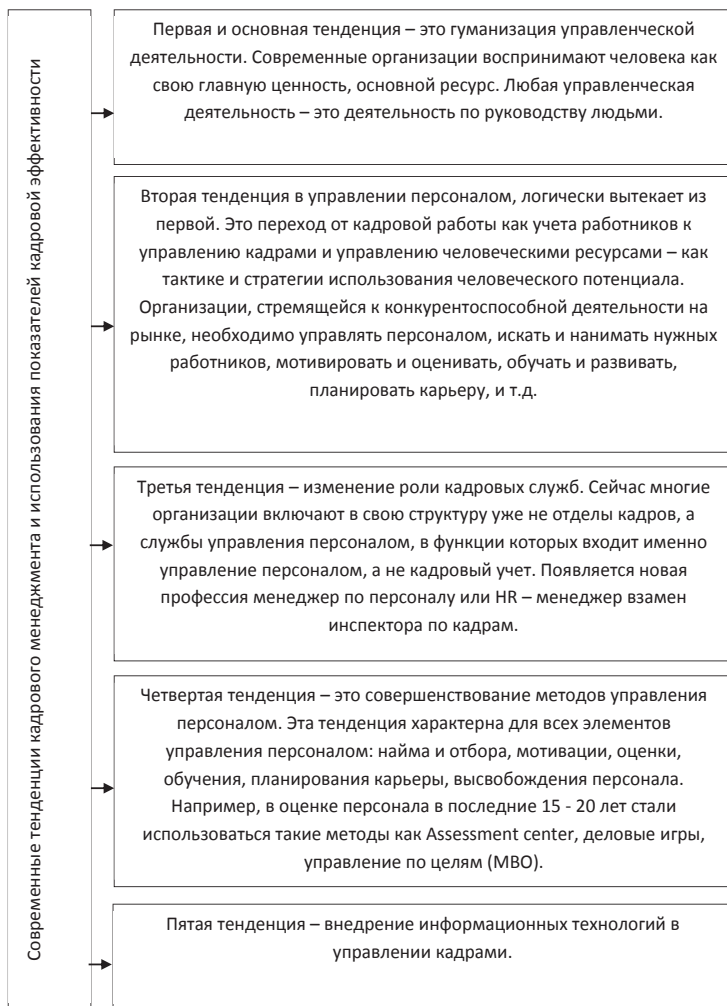 Современные тенденции кадрового менеджмента и использования показателей кадровой эффективности
Первая и основная тенденция – это гуманизация управленческой
деятельности. Современные организации воспринимают человека как
свою главную ценность, основной ресурс. Любая управленческая
деятельность – это деятельность по руководству людьми.
Вторая тенденция в управлении персоналом, логически вытекает из
первой. Это переход от кадровой работы как учета работников к
управлению кадрами и управлению человеческими ресурсами – как
тактике и стратегии использования человеческого потенциала.
Организации, стремящейся к конкурентоспособной деятельности на
рынке, необходимо управлять персоналом, искать и нанимать нужных
работников, мотивировать и оценивать, обучать и развивать,
планировать карьеру, и т.д.
Третья тенденция – изменение роли кадровых служб. Сейчас многие
организации включают в свою структуру уже не отделы кадров, а
службы управления персоналом, в функции которых входит именно
управление персоналом, а не кадровый учет. Появляется новая
профессия менеджер по персоналу или HR – менеджер взамен
инспектора по кадрам.
Четвертая тенденция – это совершенствование методов управления
персоналом. Эта тенденция характерна для всех элементов
управления персоналом: найма и отбора, мотивации, оценки,
обучения, планирования карьеры, высвобождения персонала.
Например, в оценке персонала в последние 15 - 20 лет стали
использоваться такие методы как Assessment center, деловые игры,
управление по целям (МВО).
Пятая тенденция – внедрение информационных технологий в
управлении кадрами.